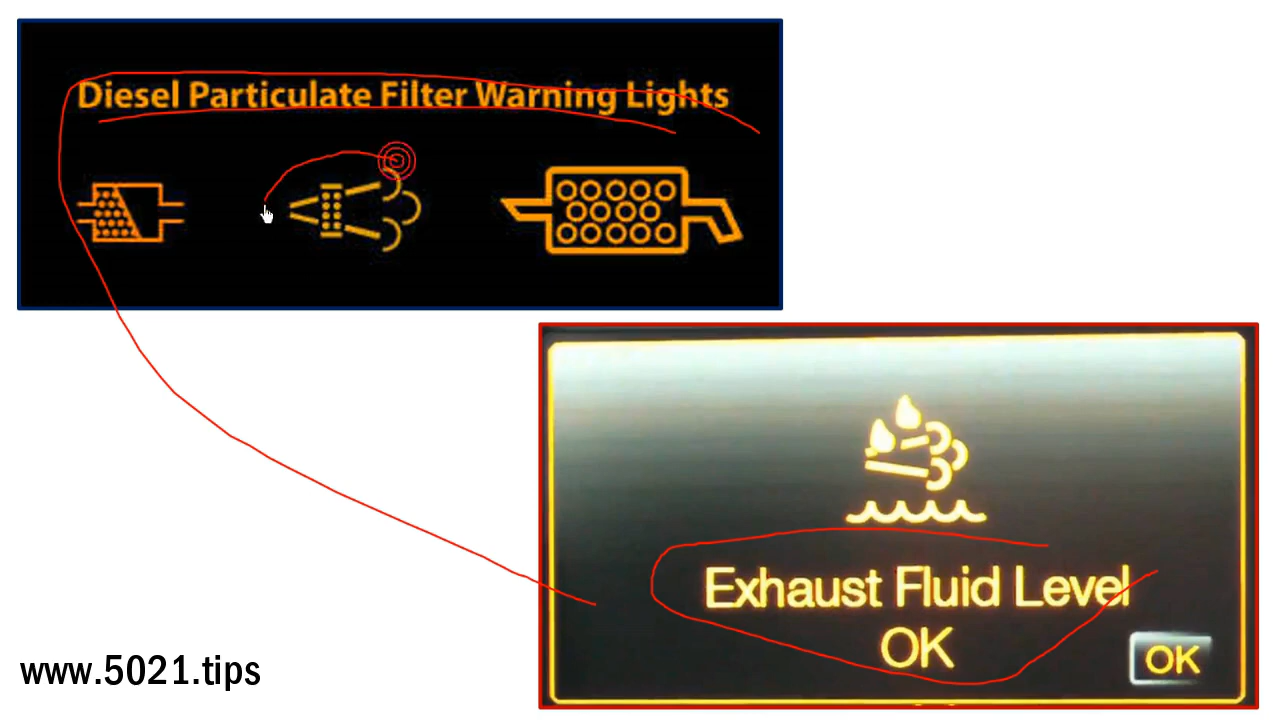 Diesel Particulate Filter Warning Lights
Exhaust Fluid Level
OK
OK
www.5021.tips